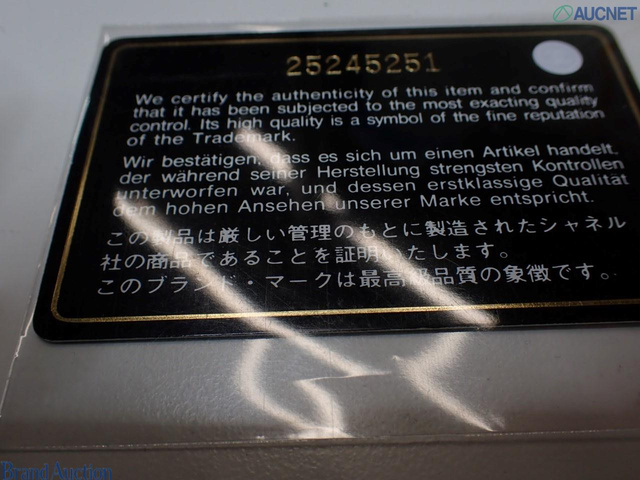 AUCNET
25245251
We certify the authenticity of this item and confirm
that it has been subjected to the most exacting quality
control. Its high quality is a symbol of the fine reputation
of the Trademark.
Wir bestätigen, dass es sich um einen Artikel handelt,
der während seiner Herstellung strengsten Kontrollen
unterworfen war, und dessen erstklassige Qualität
dem hohen Ansehen unserer Marke entspricht.
この製品は厳しい管理のもとに製造されたシャネル
社の商品であることを証明いたします。
このブランド・マークは最高級品質の象徴です。
Brand Auction